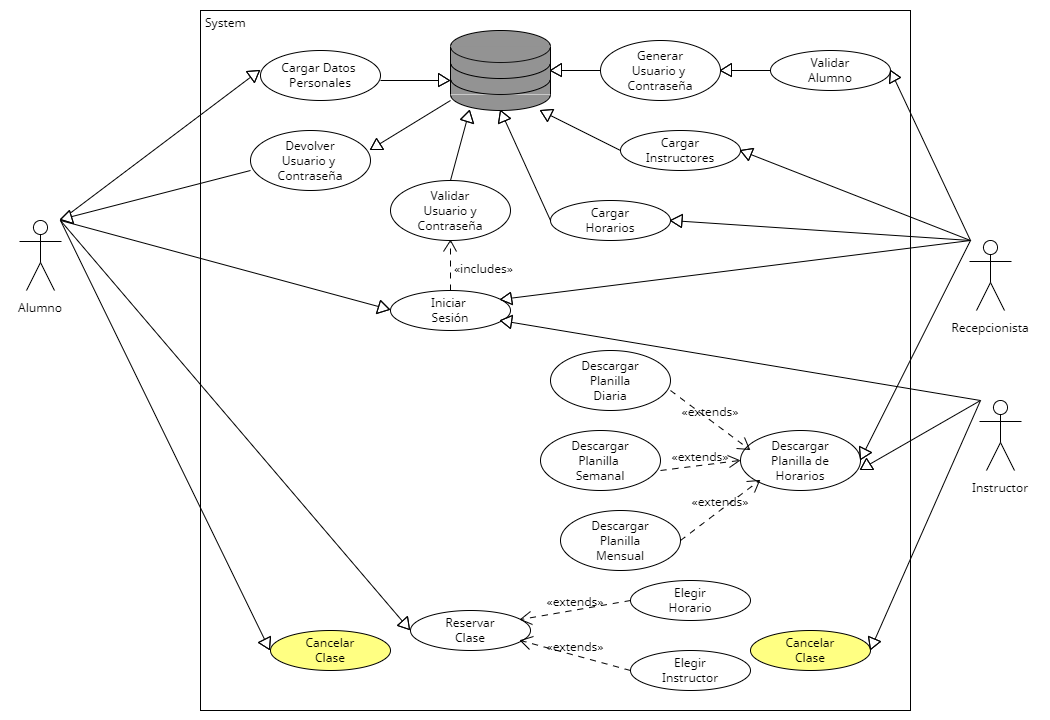 System
Cargar Datos
Personales
Generar
Usuario y
Contraseña
Validar
Alumno
Devolver
Usuario y
Contraseña
Cargar
Instructores
Validar
Usuario y
Contraseña
Cargar
Horarios
«includes»
Iniciar
Sesión
Alumno
Recepcionista
Descargar
Planilla
Diaria
«extends»
Descargar
Planilla
Semanal
«extends»
Descargar
Planilla de
Horarios
Instructor
«extends»
Descargar
Planilla
Mensual
Elegir
Horario
«extends»
Reservar
Clase
«extends»
Elegir
Instructor
Cancelar
Clase
Cancelar
Clase